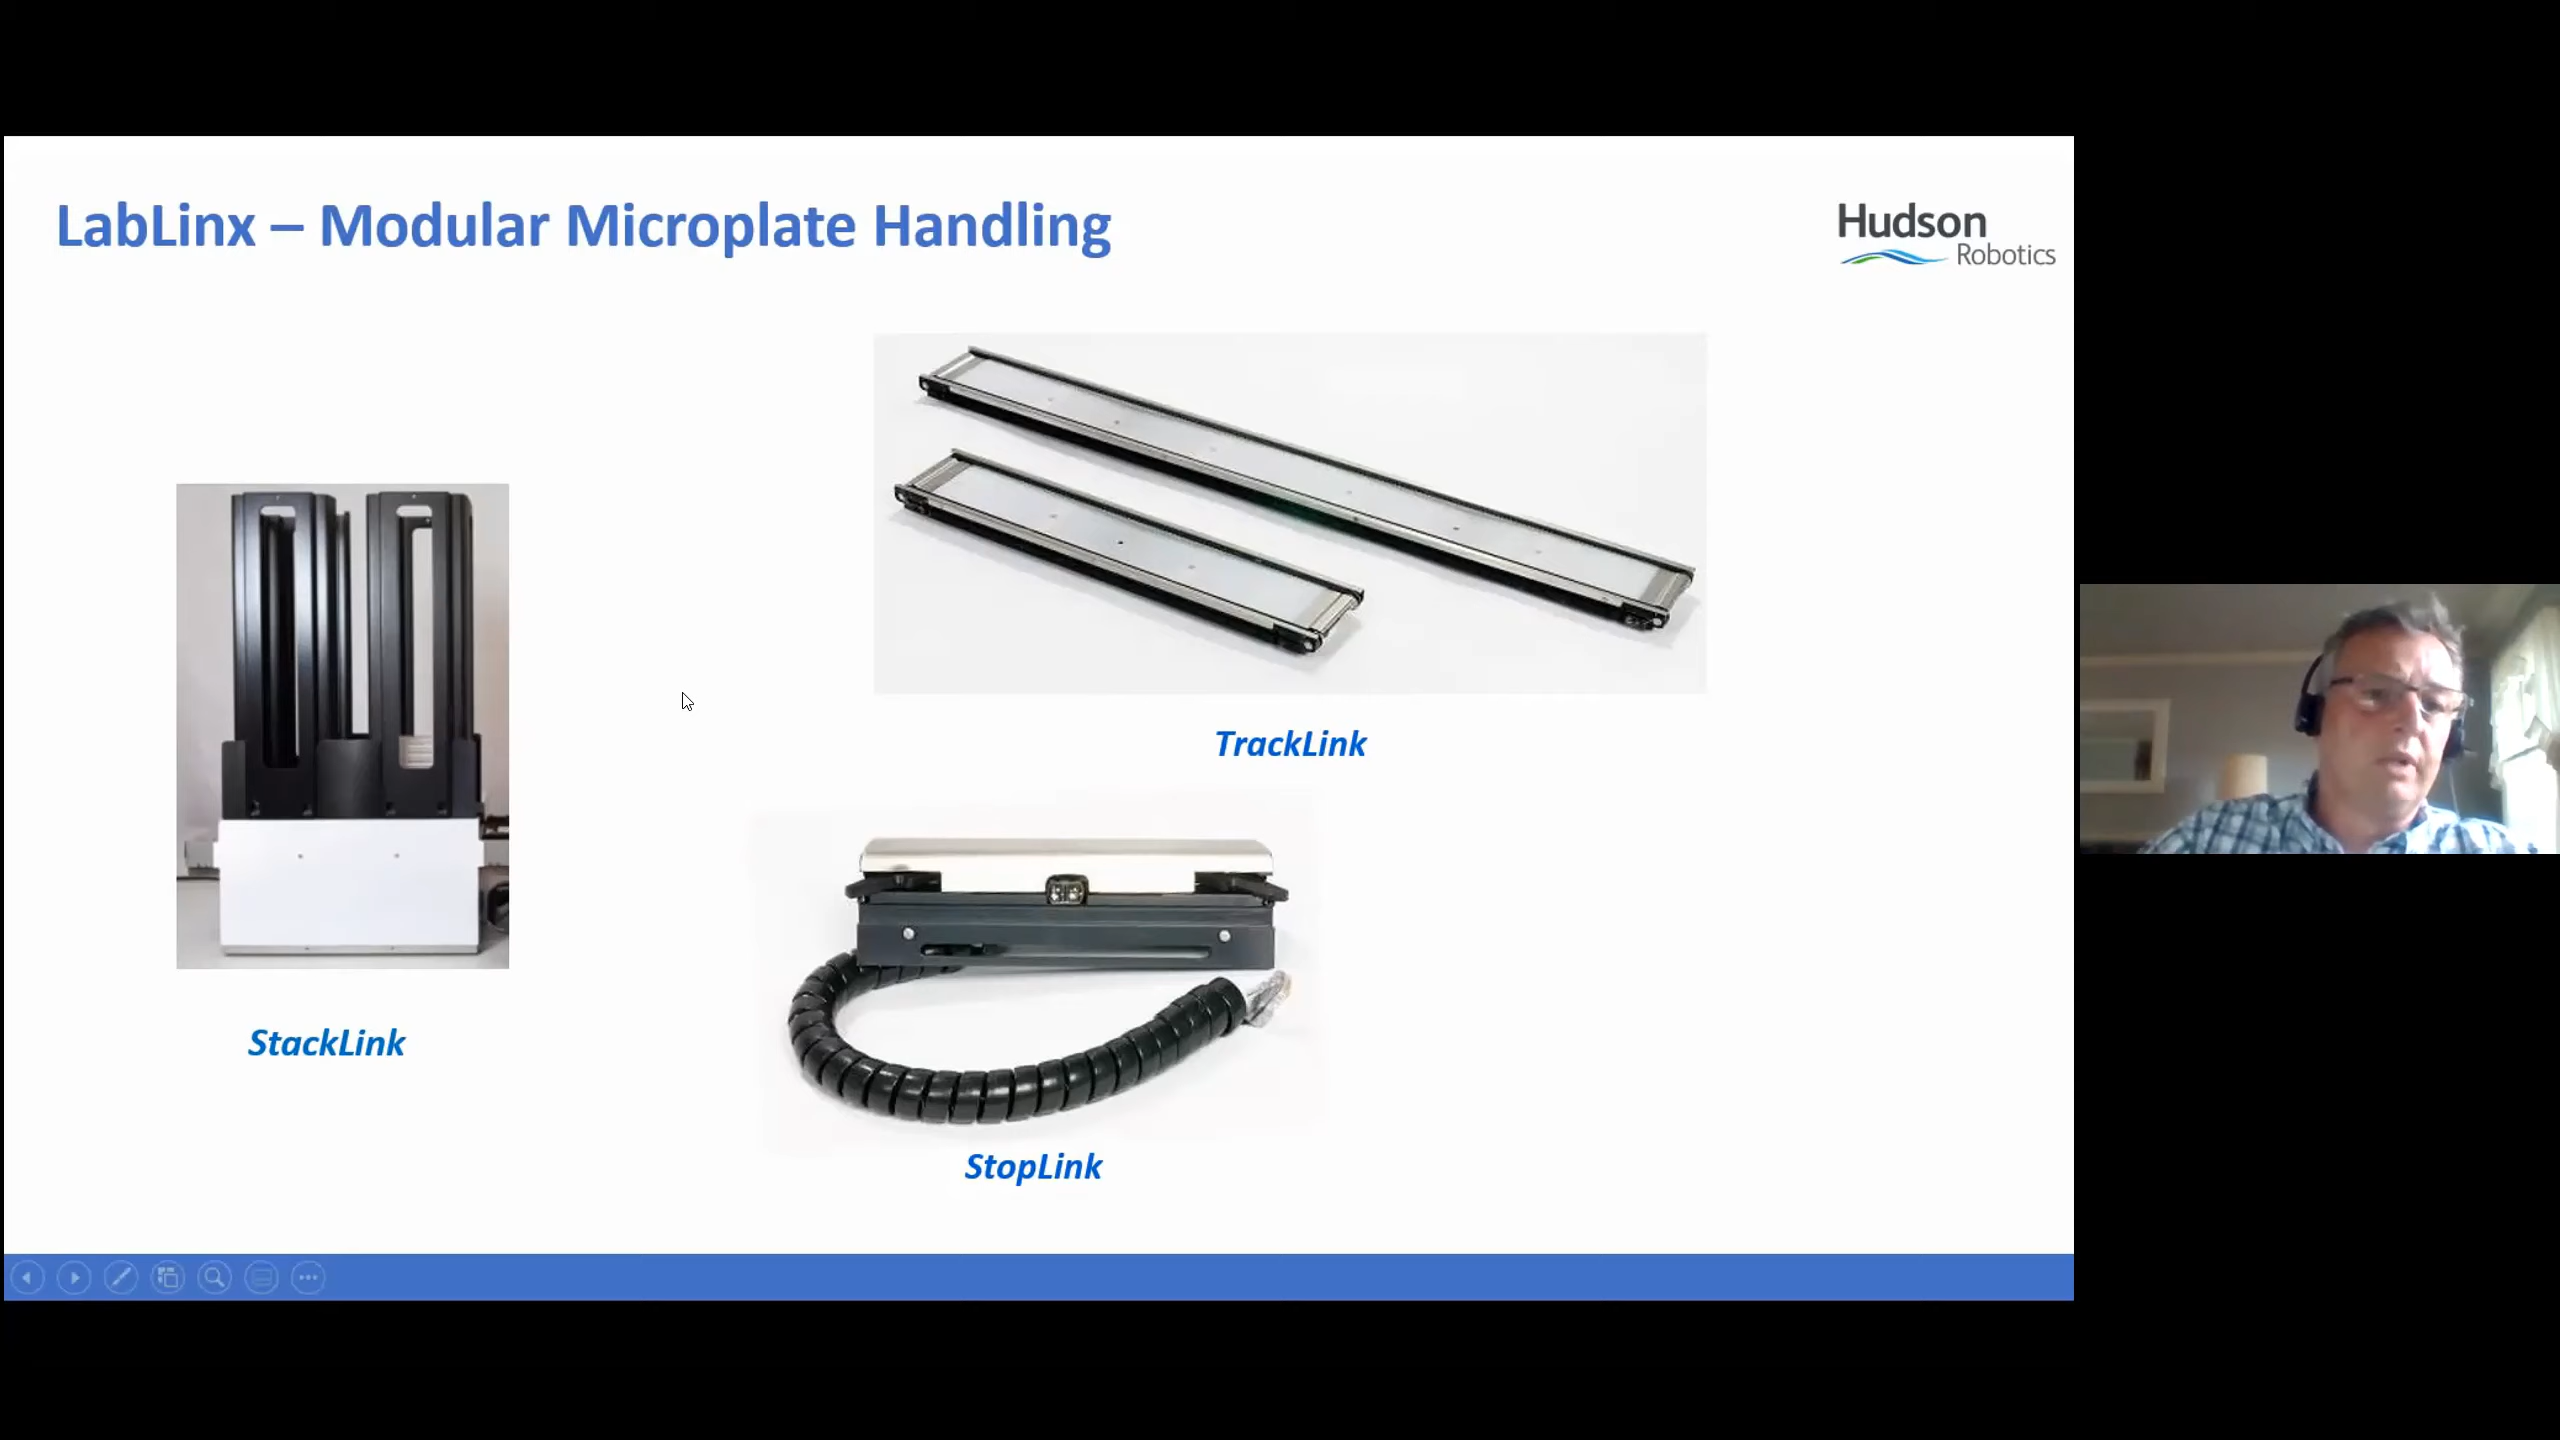 LabLinx – Modular Microplate Handling
Hudson
Robotics
TrackLink
StackLink
StopLink